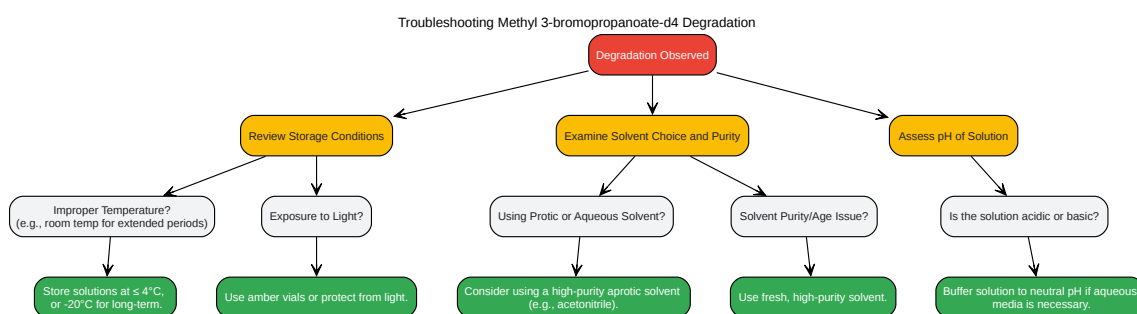 Troubleshooting Methyl 3-bromopropanoate-d4 Degradation
Degradation Observed
Review Storage Conditions
Examine Solvent Choice and Purity
Assess pH of Solution
Improper Temperature?
(e.g., room temp for extended periods)
Exposure to Light?
Using Protic or Aqueous Solvent?
Solvent Purity/Age Issue?
Is the solution acidic or basic?
Store solutions at ≤ 4°C,
or -20°C for long-term.
Use amber vials or protect from light.
Consider using a high-purity aprotic solvent
(e.g., acetonitrile).
Use fresh, high-purity solvent.
Buffer solution to neutral pH if aqueous
media is necessary.